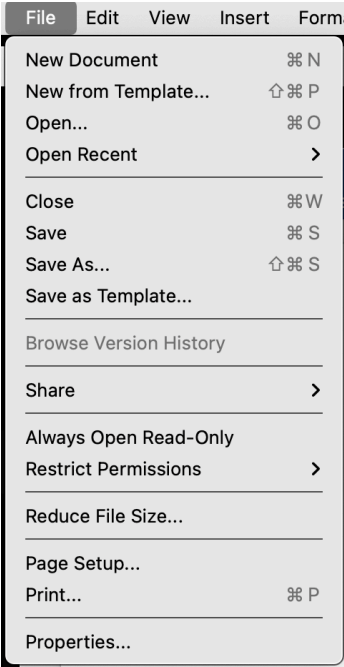 File Edit View Insert Form
New Document ⌘ N
New from Template... ⇧⌘ P
Open... ⌘ O
Open Recent >
Close ⌘ W
Save ⌘ S
Save As... ⇧⌘ S
Save as Template...
Browse Version History
Share >
Always Open Read-Only
Restrict Permissions >
Reduce File Size...
Page Setup...
Print... ⌘ P
Properties...